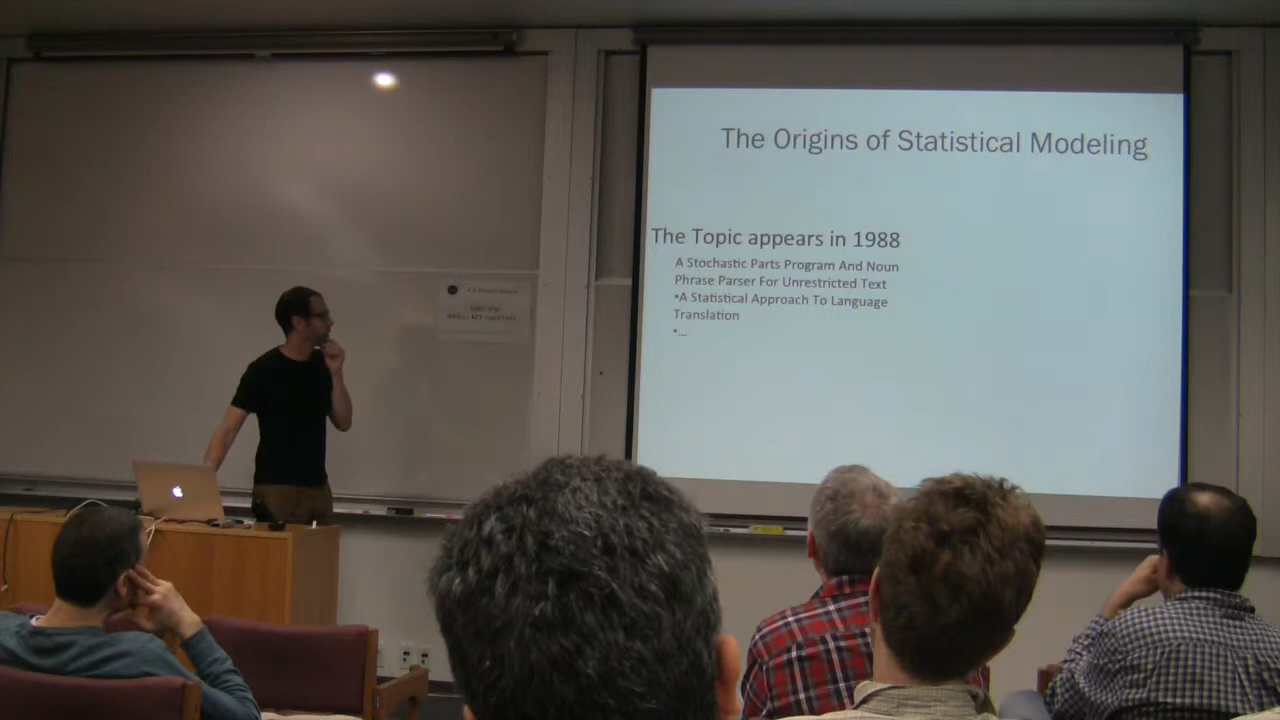 The Origins of Statistical Modeling
The Topic appears in 1988
A Stochastic Parts Program And Noun
Phrase Parser For Unrestricted Text
•A Statistical Approach To Language
Translation
•...